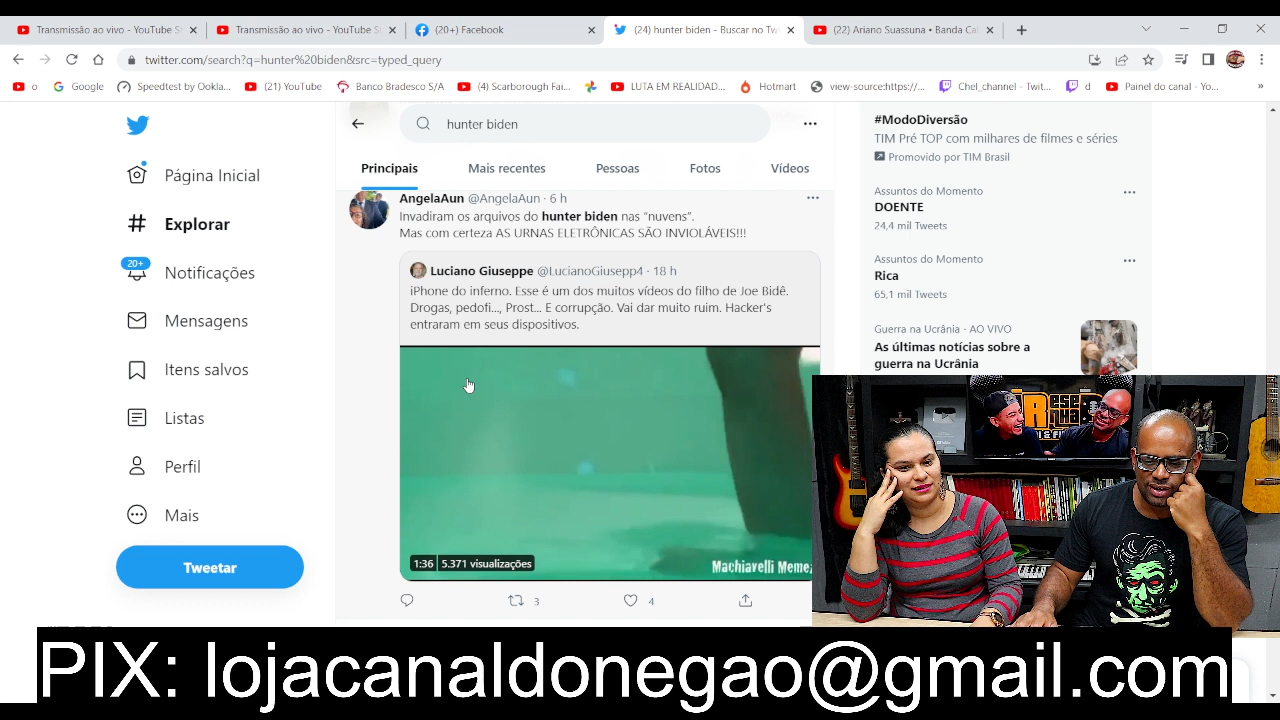 Transmissão ao vivo - YouTube S
Transmissão ao vivo - YouTube S
(20+) Facebook
(24) hunter biden - Buscar no Tw
(22) Ariano Suassuna • Banda Ca
twitter.com/search?q=hunter%20biden&src=typed_query
o
Google
Speedtest by Ookla...
(21) YouTube
Banco Bradesco S/A
(4) Scarborough Fai...
LUTA EM REALIDAD...
Hotmart
view-source:https://...
Chel_channel - Twit...
d
Painel do canal - Yo...
»
hunter biden
Principais
Mais recentes
Pessoas
Fotos
Vídeos
Página Inicial
Explorar
20+
Notificações
Mensagens
Itens salvos
Listas
Perfil
Mais
Tweetar
AngelaAun @AngelaAun · 6 h
Invadiram os arquivos do hunter biden nas “nuvens”.
Mas com certeza AS URNAS ELETRÔNICAS SÃO INVIOLÁVEIS!!!
Luciano Giuseppe @LucianoGiusepp4 · 18 h
iPhone do inferno. Esse é um dos muitos vídeos do filho de Joe Bidê.
Drogas, pedofi..., Prost... E corrupção. Vai dar muito ruim. Hacker's
entraram em seus dispositivos.
1:36
5.371 visualizações
Machiavelli Meme
3
4
#ModoDiversão
TIM Pré TOP com milhares de filmes e séries
Promovido por TIM Brasil
Assuntos do Momento
DOENTE
24,4 mil Tweets
Assuntos do Momento
Rica
65,1 mil Tweets
Guerra na Ucrânia · AO VIVO
As últimas notícias sobre a
guerra na Ucrânia
PIX: lojacanaldonegao@gmail.com